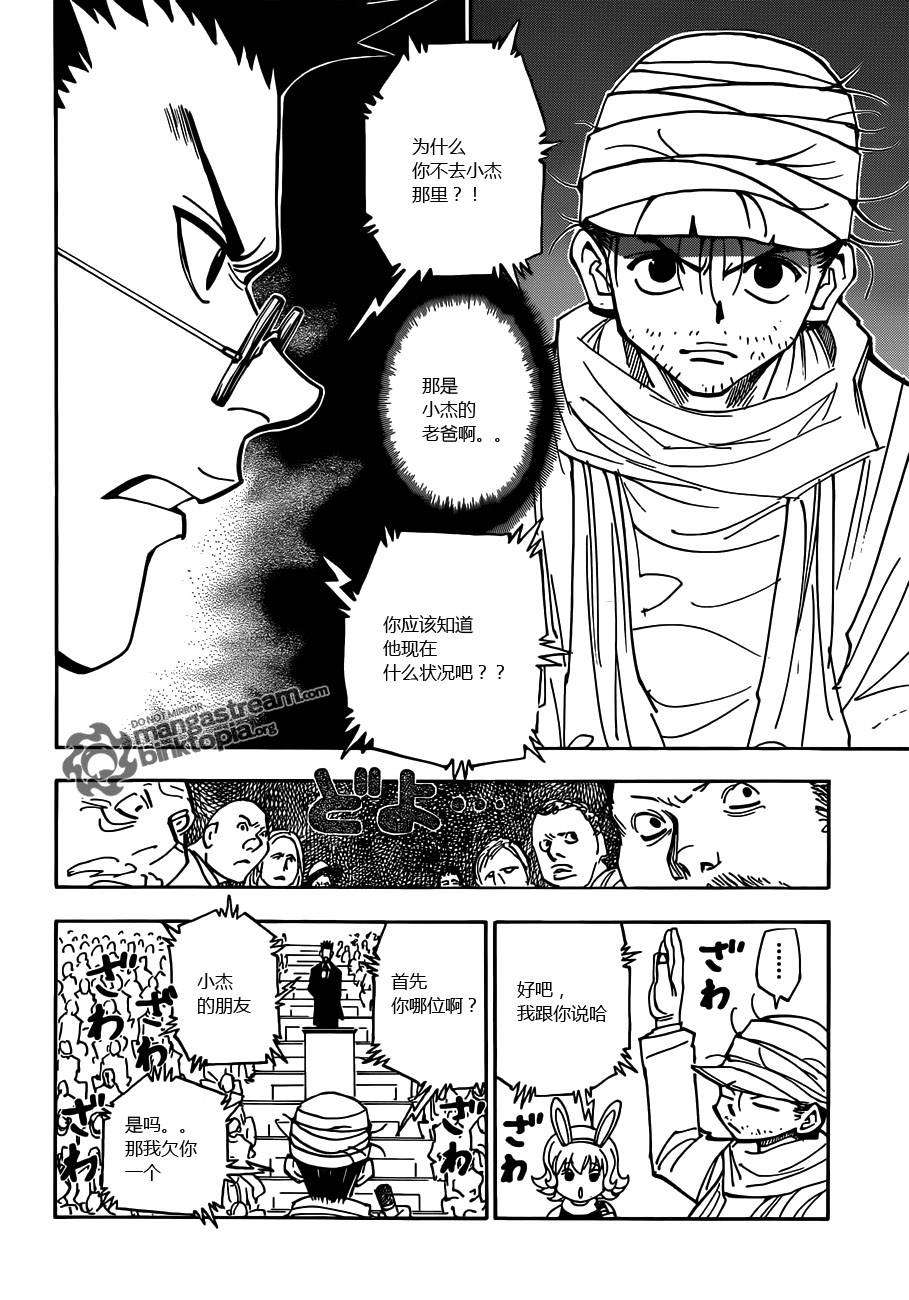 为什么
你不去小杰
那里？！
那是
小杰的
老爸啊。。
你应该知道
他现在
什么状况吧？？
DO NOT MIRROR
mangastream.com
binktopia.org
どよ…
……
好吧，
我跟你说哈
ざわ
ざわ
首先
你哪位啊？
小杰
的朋友
是吗。。
那我欠你
一个
ざわ
ざわ
ざわ